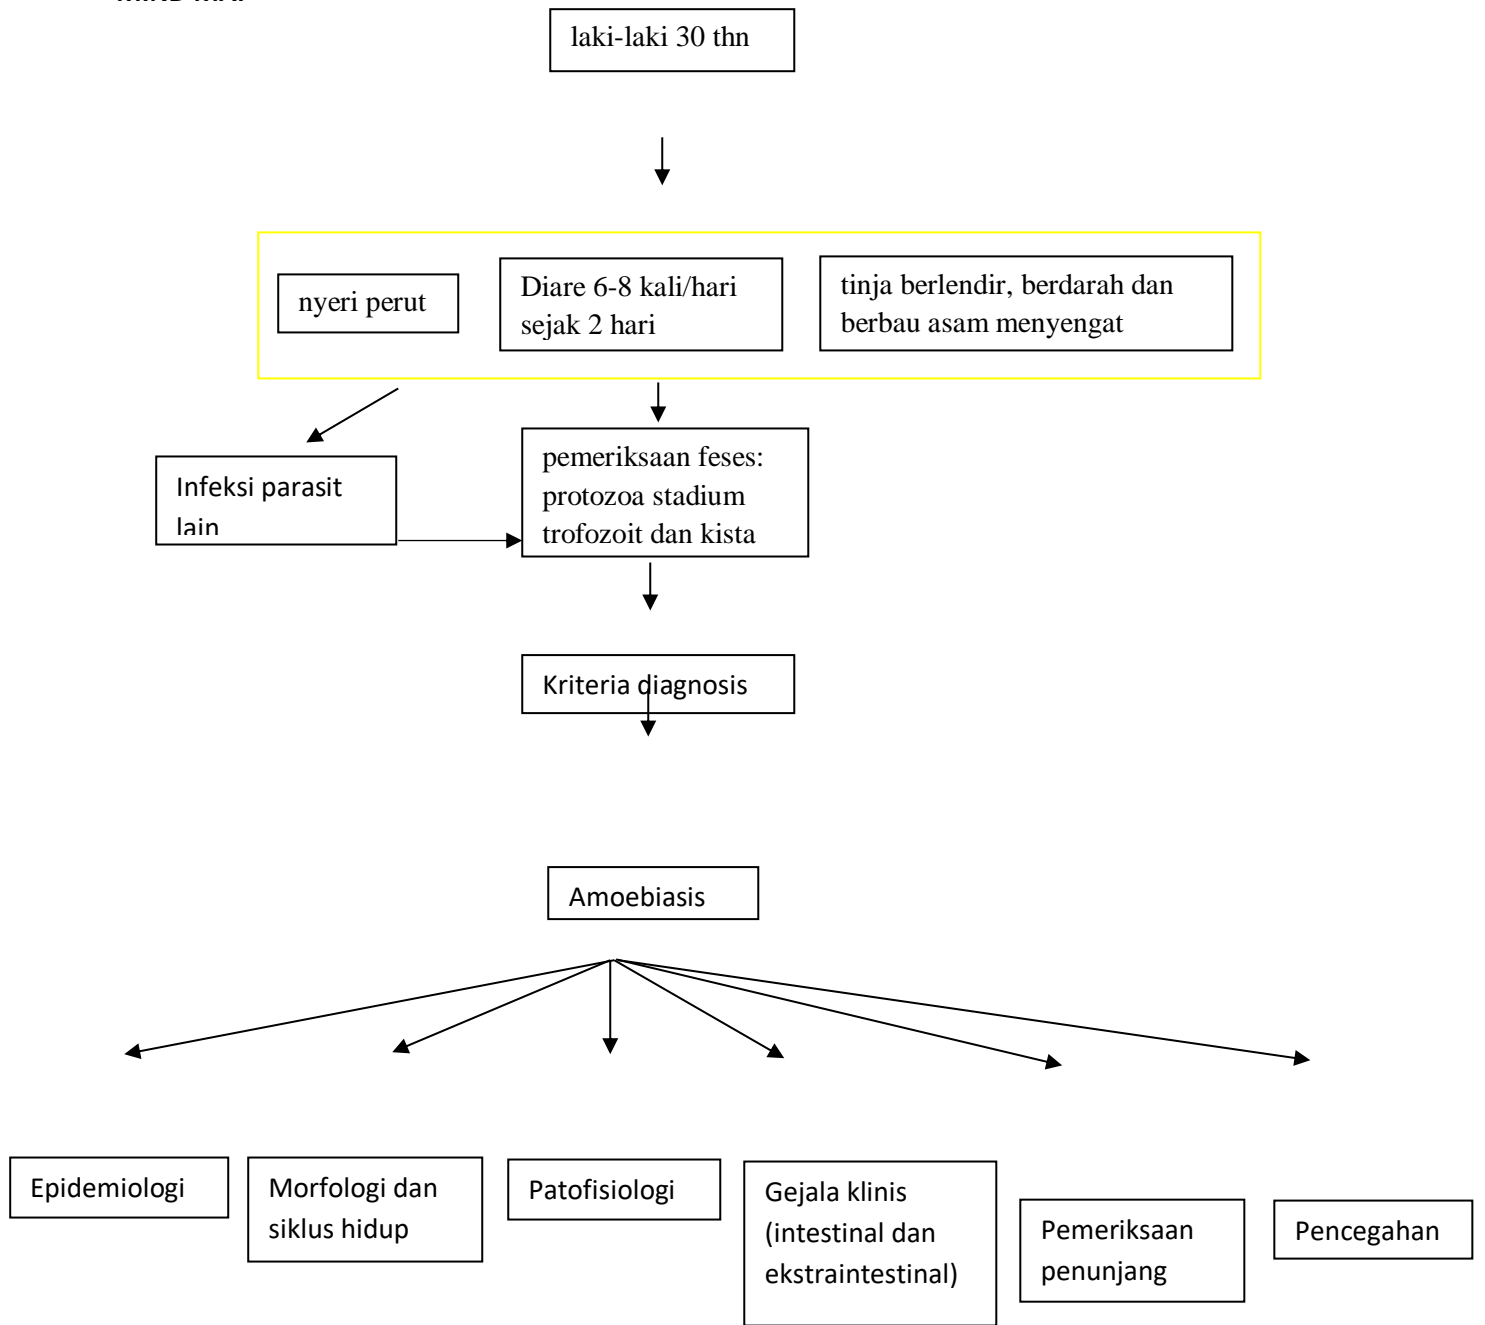 laki-laki 30 thn
nyeri perut
Diare 6-8 kali/hari
sejak 2 hari
tinja berlendir, berdarah dan
berbau asam menyengat
Infeksi parasit
lain
pemeriksaan feses:
protozoa stadium
trofozoit dan kista
Kriteria diagnosis
Amoebiasis
Epidemiologi
Morfologi dan
siklus hidup
Patofisiologi
Gejala klinis
(intestinal dan
ekstraintestinal)
Pemeriksaan
penunjang
Pencegahan